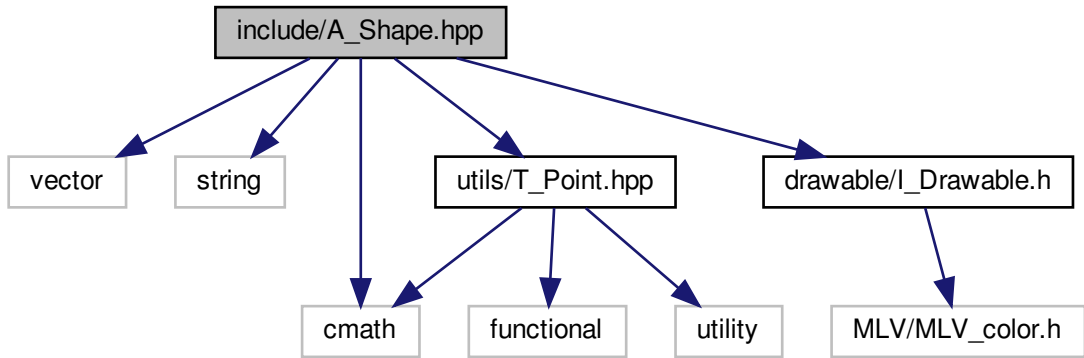 include/A_Shape.hpp
vector
string
utils/T_Point.hpp
drawable/I_Drawable.h
cmath
functional
utility
MLV/MLV_color.h